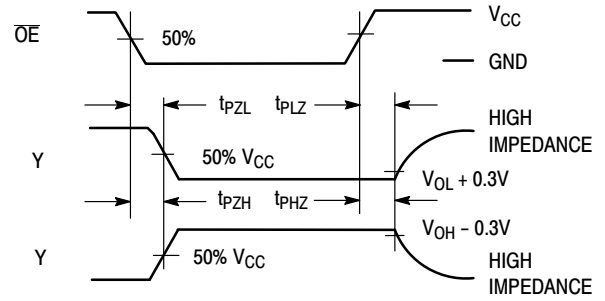 OE
50%
VCC
GND
tPZL
tPLZ
HIGH
IMPEDANCE
Y
50% VCC
VOL + 0.3V
tPZH
tPHZ
VOH − 0.3V
Y
50% VCC
HIGH
IMPEDANCE